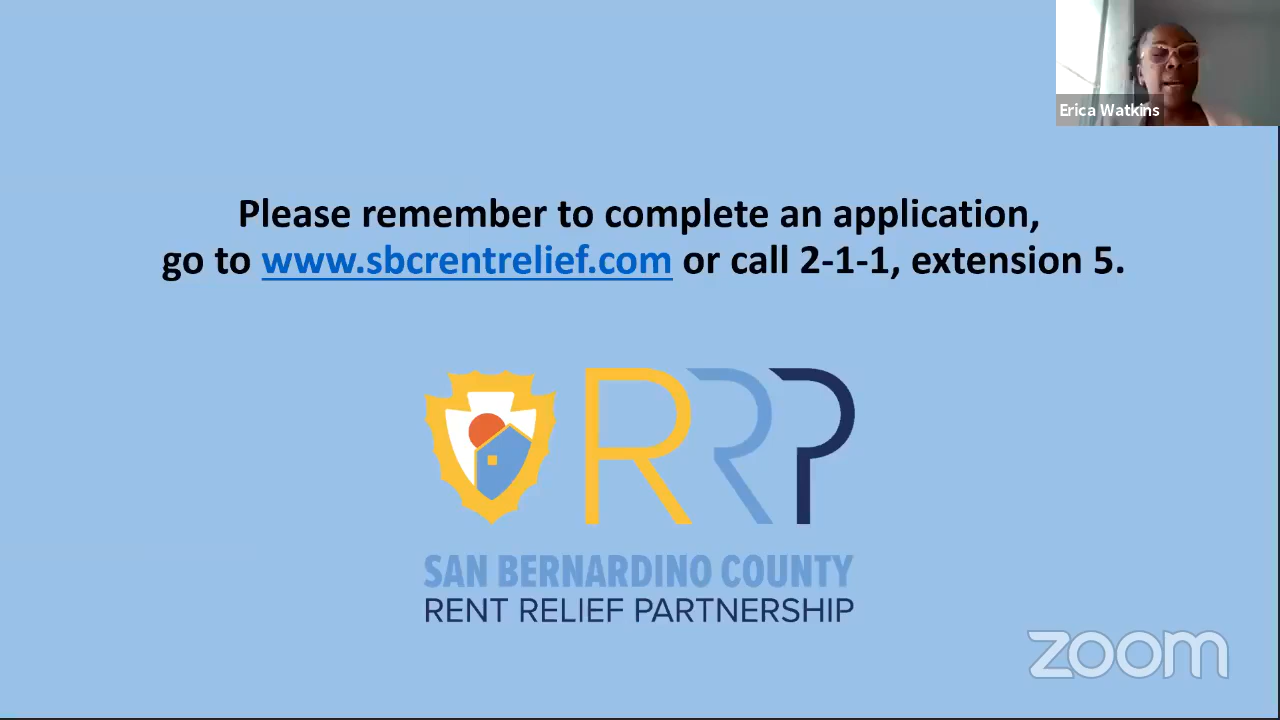 Erica Watkins
Please remember to complete an application,
go to www.sbcrentrelief.com or call 2-1-1, extension 5.
RRP
SAN BERNARDINO COUNTY
RENT RELIEF PARTNERSHIP
zoom